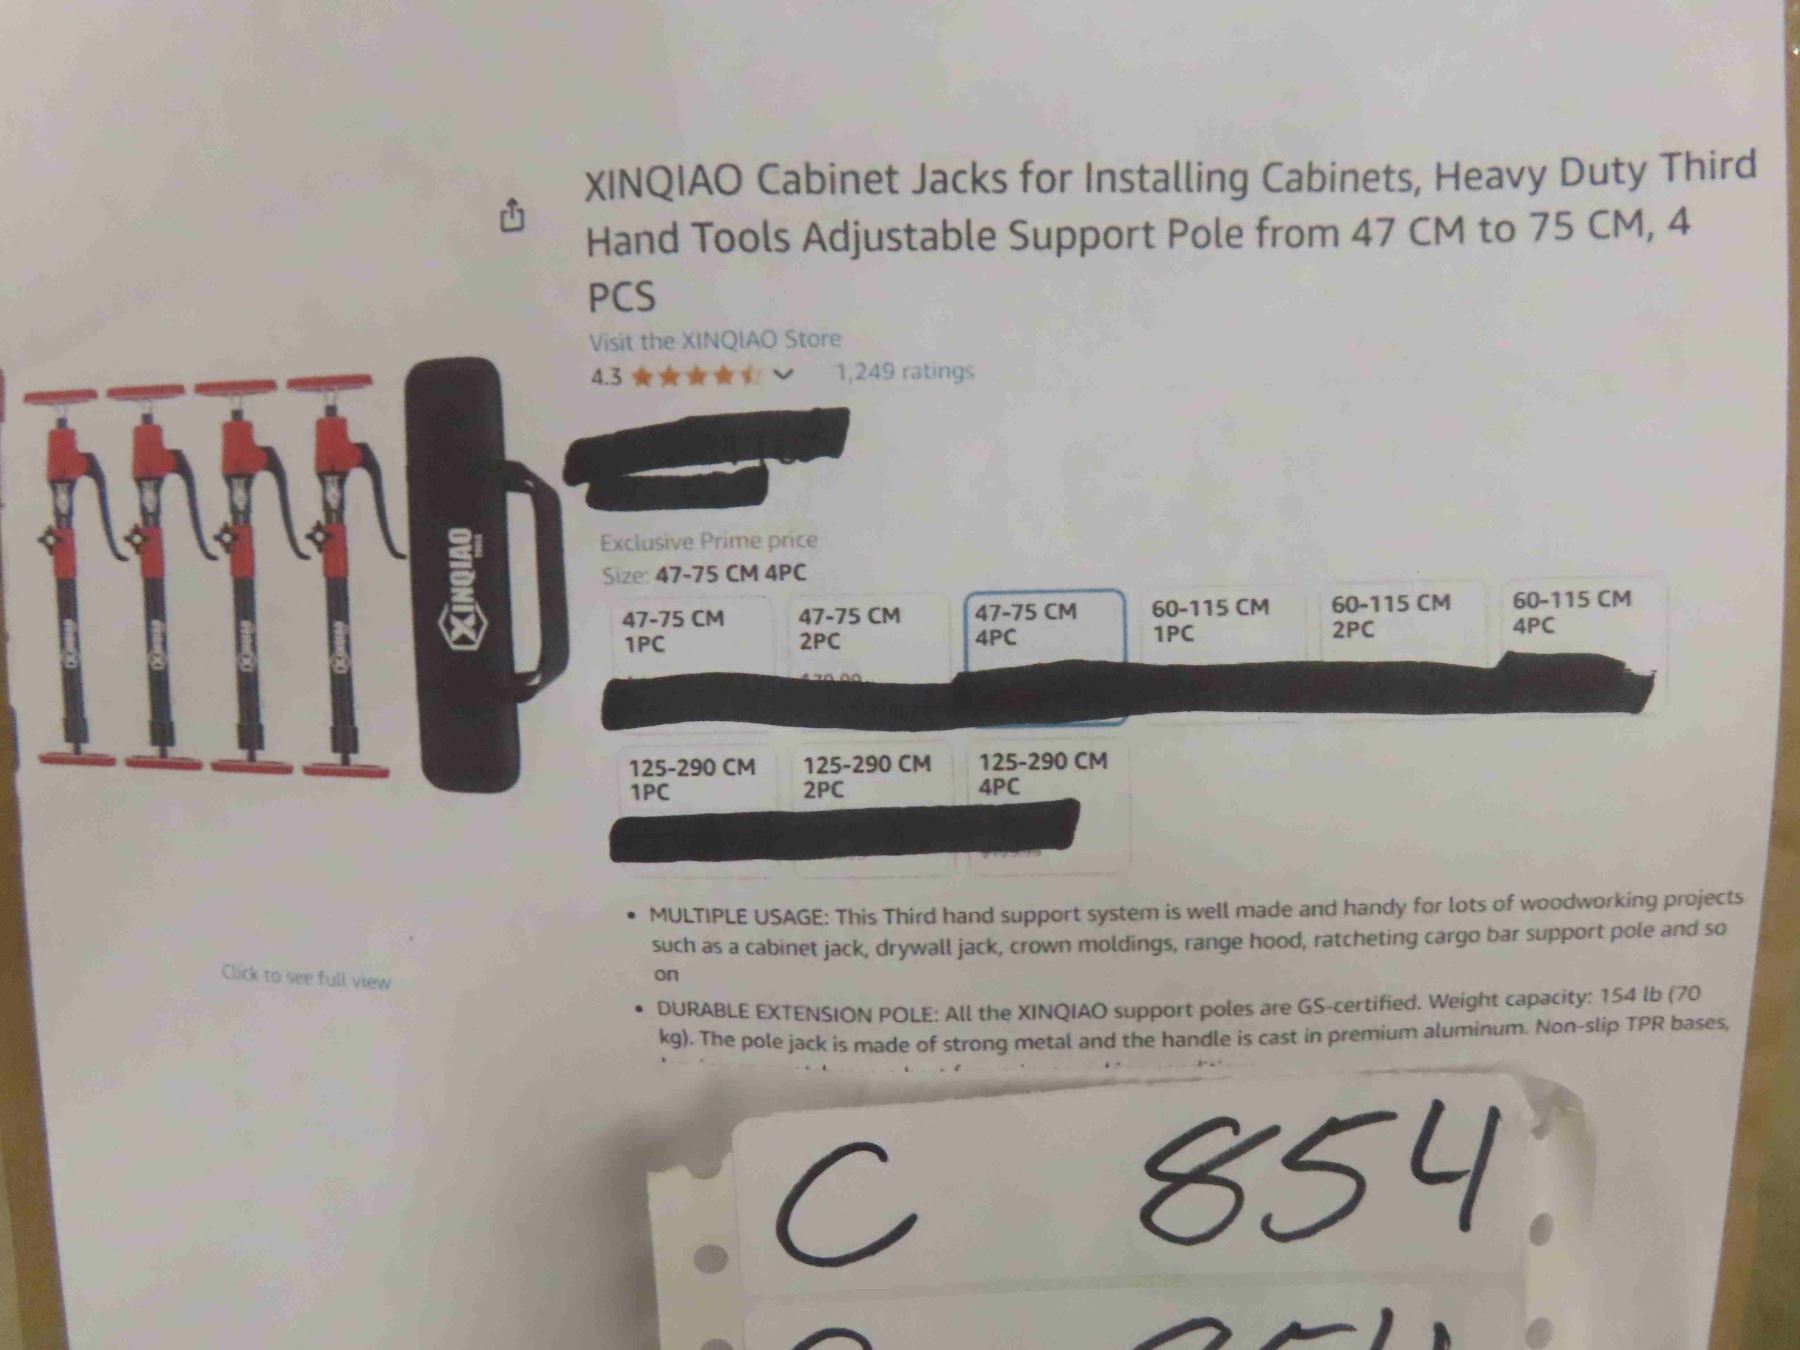 XINQIAO Cabinet Jacks for Installing Cabinets, Heavy Duty Third
Hand Tools Adjustable Support Pole from 47 CM to 75 CM, 4
PCS
Visit the XINQIAO Store
4.3
1,249 ratings
XINQIAO
TOOLS
XINQIAO
XINQIAO
XINQIAO
XINQIAO
Exclusive Prime price
Size: 47-75 CM 4PC
47-75 CM
1PC
47-75 CM
2PC
47-75 CM
4PC
60-115 CM
1PC
60-115 CM
2PC
60-115 CM
4PC
125-290 CM
1PC
125-290 CM
2PC
125-290 CM
4PC
• MULTIPLE USAGE: This Third hand support system is well made and handy for lots of woodworking projects
such as a cabinet jack, drywall jack, crown moldings, range hood, ratcheting cargo bar support pole and so
on
• DURABLE EXTENSION POLE: All the XINQIAO support poles are GS-certified. Weight capacity: 154 lb (70
kg). The pole jack is made of strong metal and the handle is cast in premium aluminum. Non-slip TPR bases,
Click to see full view
C 854